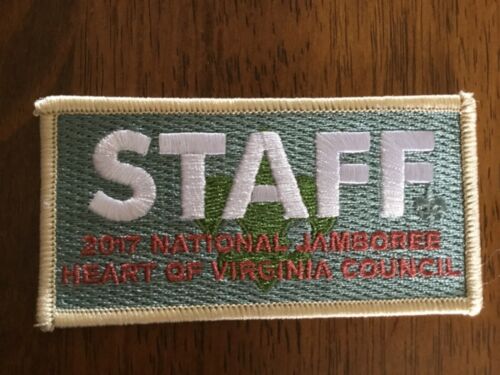 STAFF
2017 NATIONAL JAMBOREE
HEART OF VIRGINIA COUNCIL